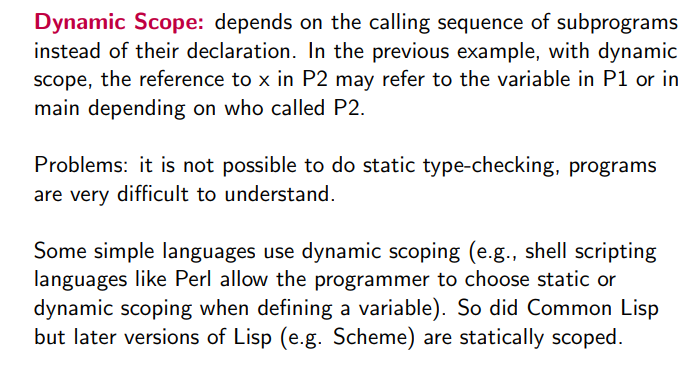 Dynamic Scope: depends on the calling sequence of subprograms
instead of their declaration. In the previous example, with dynamic
scope, the reference to x in P2 may refer to the variable in P1 or in
main depending on who called P2.
Problems: it is not possible to do static type-checking, programs
are very difficult to understand.
Some simple languages use dynamic scoping (e.g., shell scripting
languages like Perl allow the programmer to choose static or
dynamic scoping when defining a variable). So did Common Lisp
but later versions of Lisp (e.g. Scheme) are statically scoped.